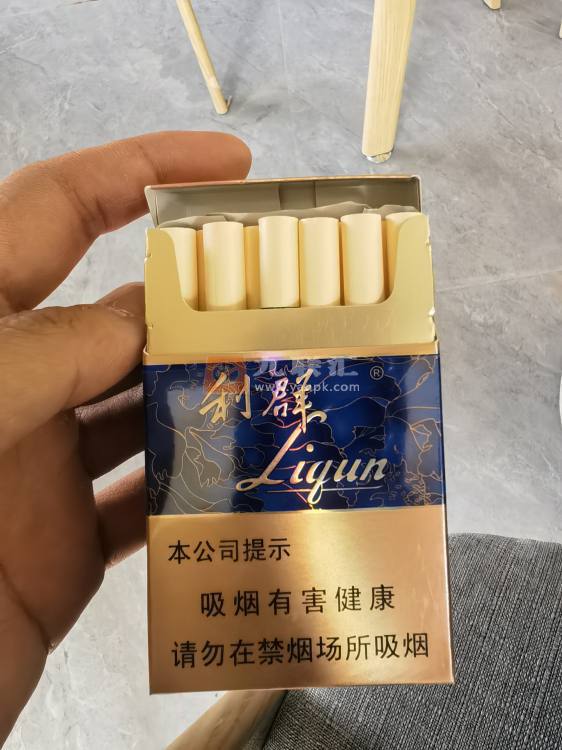 利群®
Liqun
本公司提示
吸烟有害健康
请勿在禁烟场所吸烟